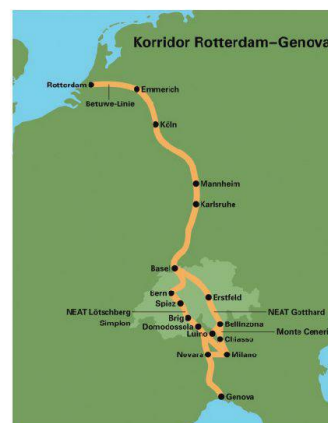 Korridor Rotterdam–Genova
Rotterdam
Emmerich
Betuwe-Linie
Köln
Mannheim
Karlsruhe
Basel
Bern
Spiez
Erstfeld
NEAT Lötschberg
NEAT Gotthard
Simplon
Brig
Bellinzona
Domodossola
Luino
Monte Ceneri
Chiasso
Novara
Milano
Genova